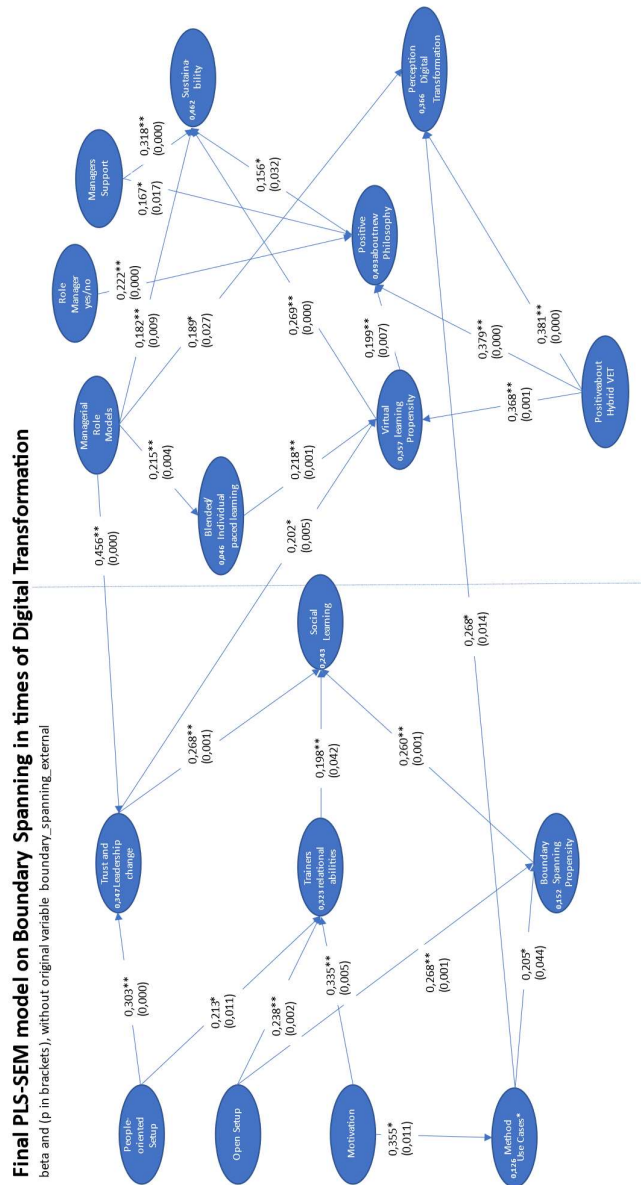 Final PLS-SEM model on Boundary Spanning in times of Digital Transformation
beta and (p in brackets), without original variable boundary_spanning_external
People-
oriented
Setup
Open Setup
Motivation
Method
0,126 Use Cases*
0,303**
(0,000)
0,213*
(0,011)
0,238**
(0,002)
0,335**
(0,005)
0,355*
(0,011)
0,268**
(0,001)
0,205*
(0,044)
Trust and
0,347 Leadership
change
Trainers
0,323 relational
abilities
Boundary
0,152 Spanning
Propensity
0,268**
(0,001)
0,198**
(0,042)
0,260**
(0,001)
Social
Learning
0,243
0,456**
(0,000)
0,202*
(0,005)
0,268*
(0,014)
Managerial
Role
Models
Blended/
0,046 Individual
paced learning
0,215**
(0,004)
0,218**
(0,001)
Virtual
0,357 learning
Propensity
0,368**
(0,001)
Positive about
Hybrid VET
0,182**
(0,009)
0,189*
(0,027)
0,269**
(0,000)
0,199**
(0,007)
0,379**
(0,000)
0,381**
(0,000)
Role
Manager
yes/no
0,222**
(0,000)
Managers
Support
0,167*
(0,017)
0,318**
(0,000)
0,156*
(0,032)
Positive
0,493 aboutnew
Philosophy
0,462 Sustaina
bility
Perception
Digital
0,366 Transformation